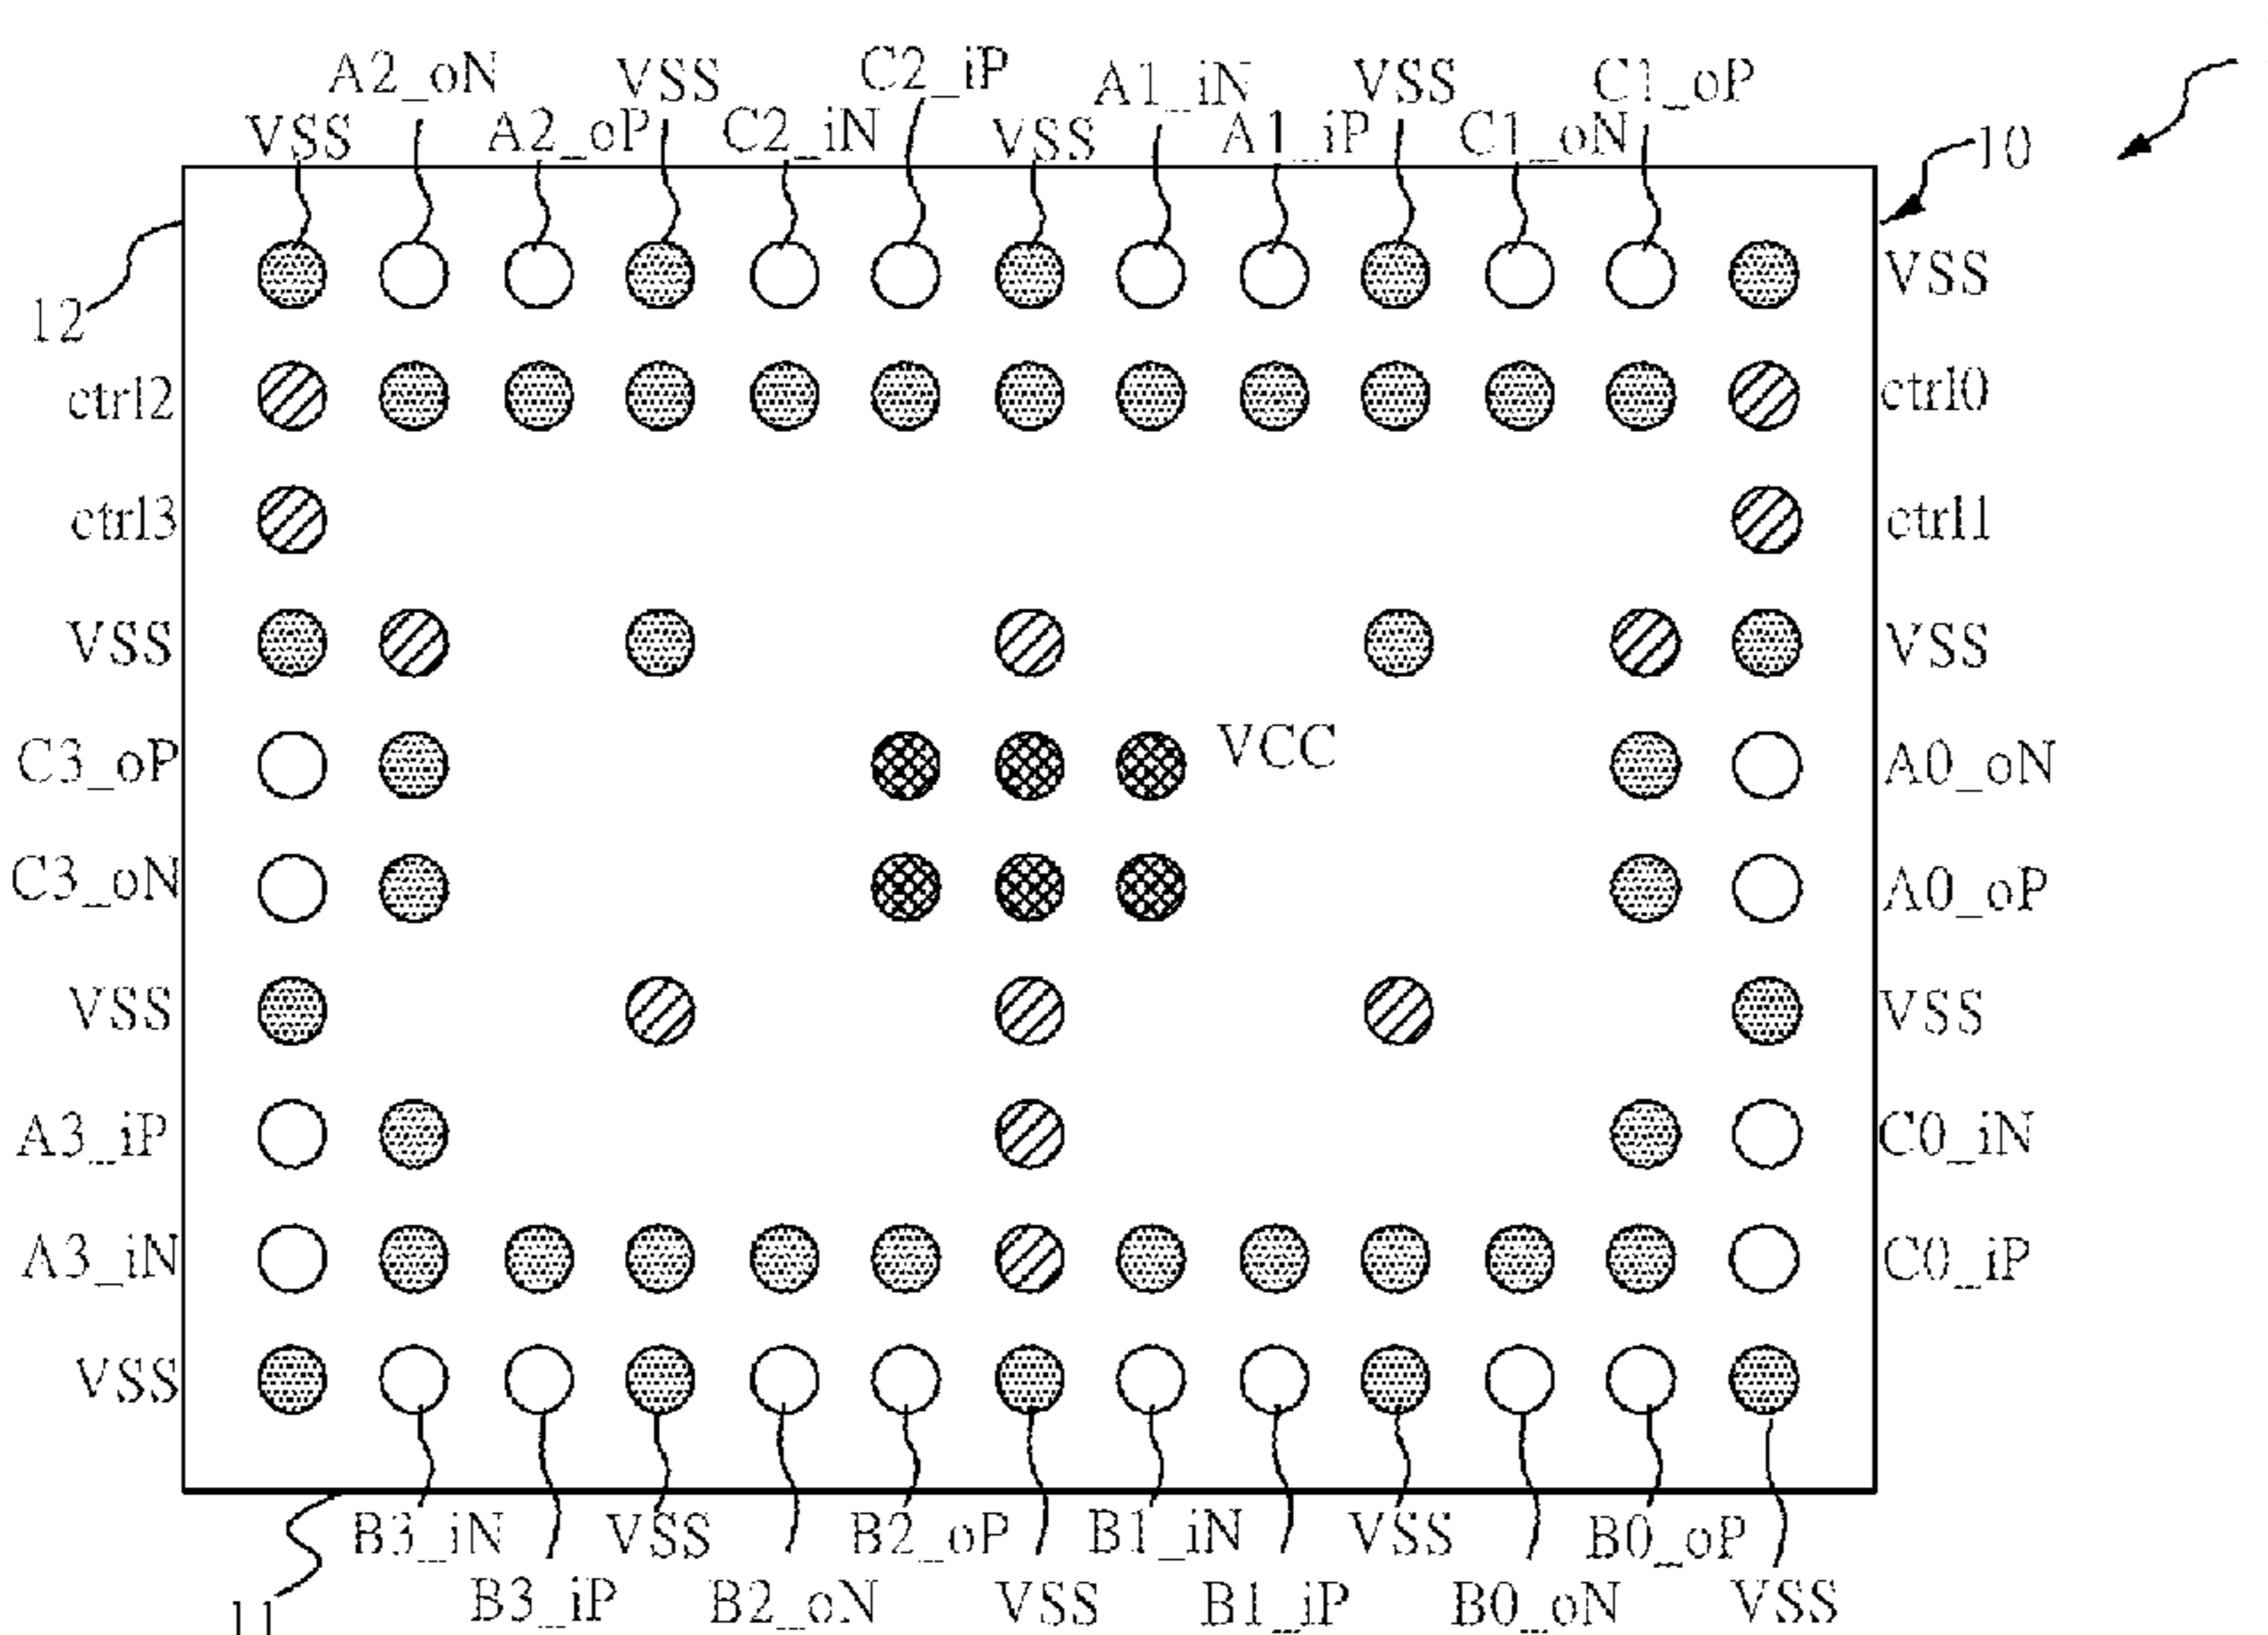 A2_oN VSS C2_iP A1_iN VSS C1_oP
VSS A2_oP C2_iN VSS A1_iP C1_oN 10
VSS
12
ctrl2 ctrl0
ctrl3 ctrl1
VSS VSS
VCC
C3_oP A0_oN
C3_oN A0_oP
VSS VSS
A3_iP C0_iN
A3_iN C0_iP
VSS
B3_iN VSS B2_oP B1_iN VSS B0_oP
B3_iP B2_oN VSS B1_iP B0_oN VSS
11